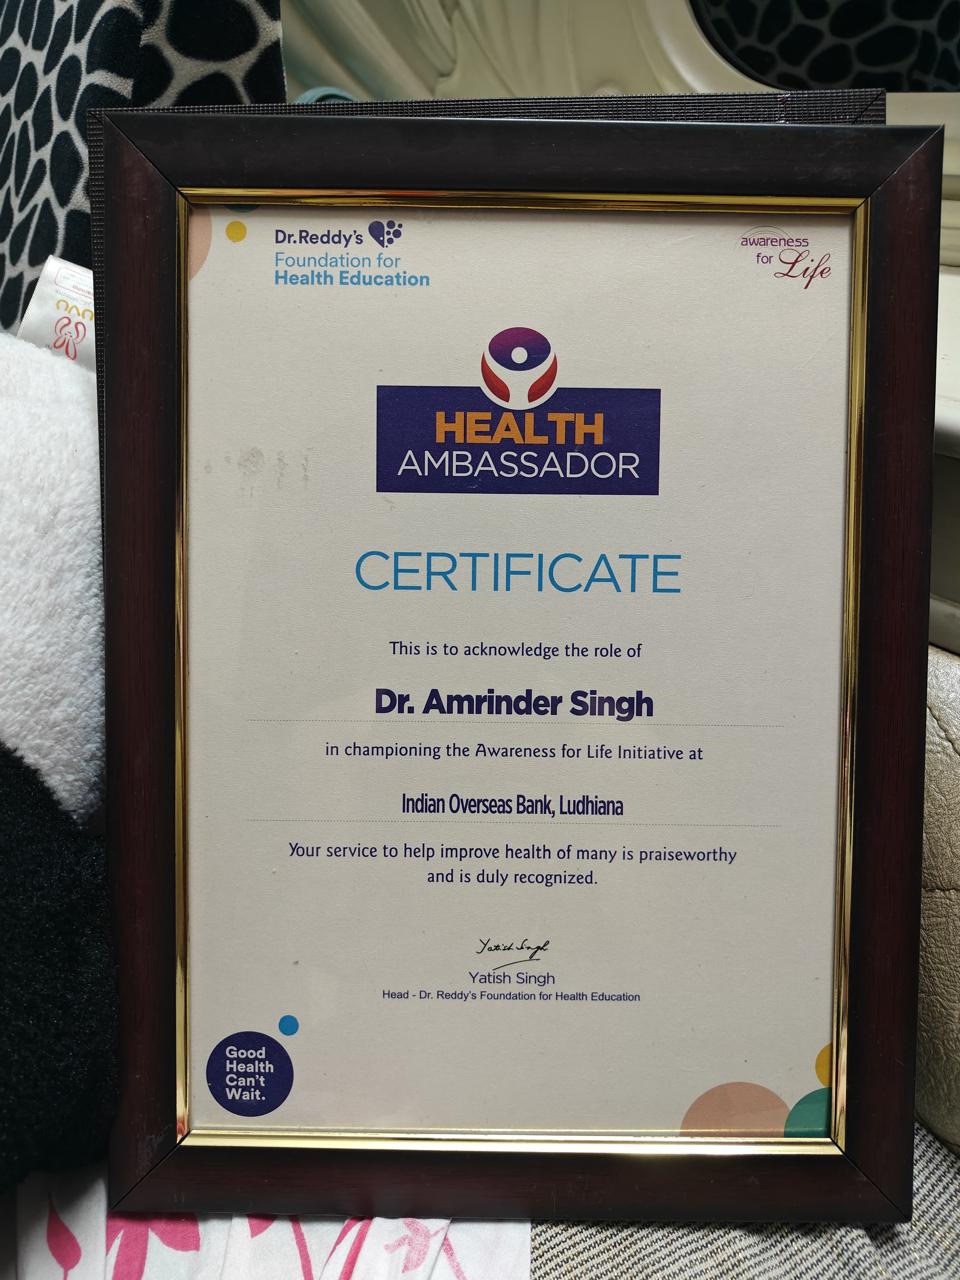 Dr.Reddy's
Foundation for
Health Education
awareness
for Life
HEALTH
AMBASSADOR
CERTIFICATE
This is to acknowledge the role of
Dr. Amrinder Singh
in championing the Awareness for Life Initiative at
Indian Overseas Bank, Ludhiana
Your service to help improve health of many is praiseworthy
and is duly recognized.
Yatish Singh
Yatish Singh
Head - Dr. Reddy's Foundation for Health Education
Good
Health
Can't
Wait.